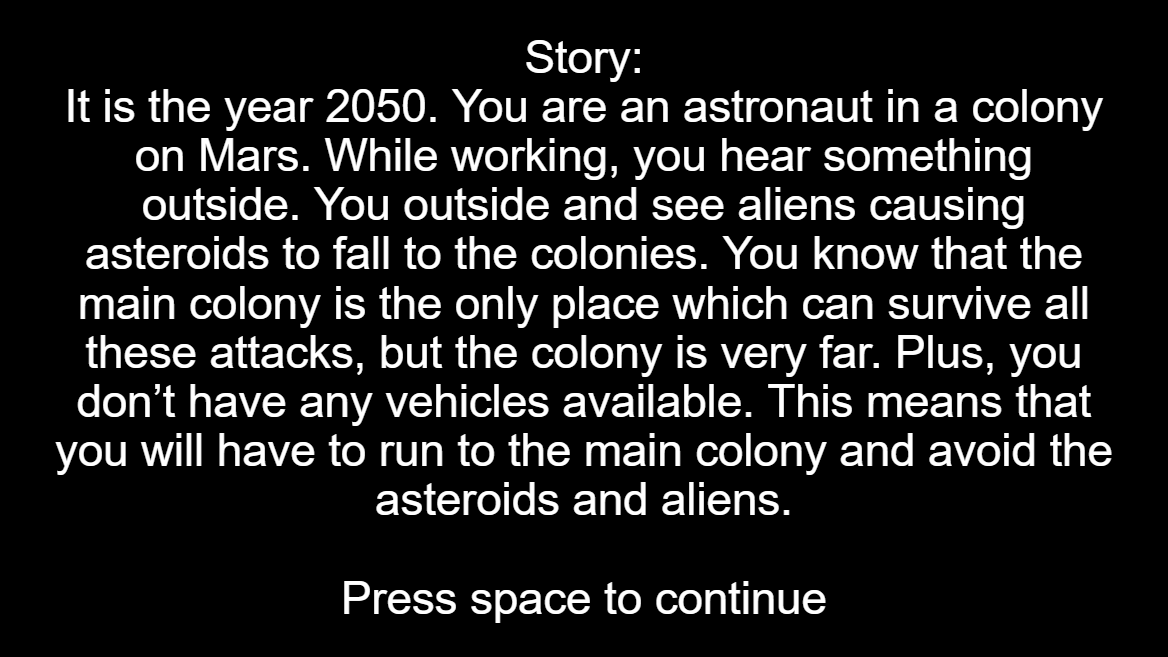 Story:
It is the year 2050. You are an astronaut in a colony
on Mars. While working, you hear something
outside. You outside and see aliens causing
asteroids to fall to the colonies. You know that the
main colony is the only place which can survive all
these attacks, but the colony is very far. Plus, you
don’t have any vehicles available. This means that
you will have to run to the main colony and avoid the
asteroids and aliens.
Press space to continue